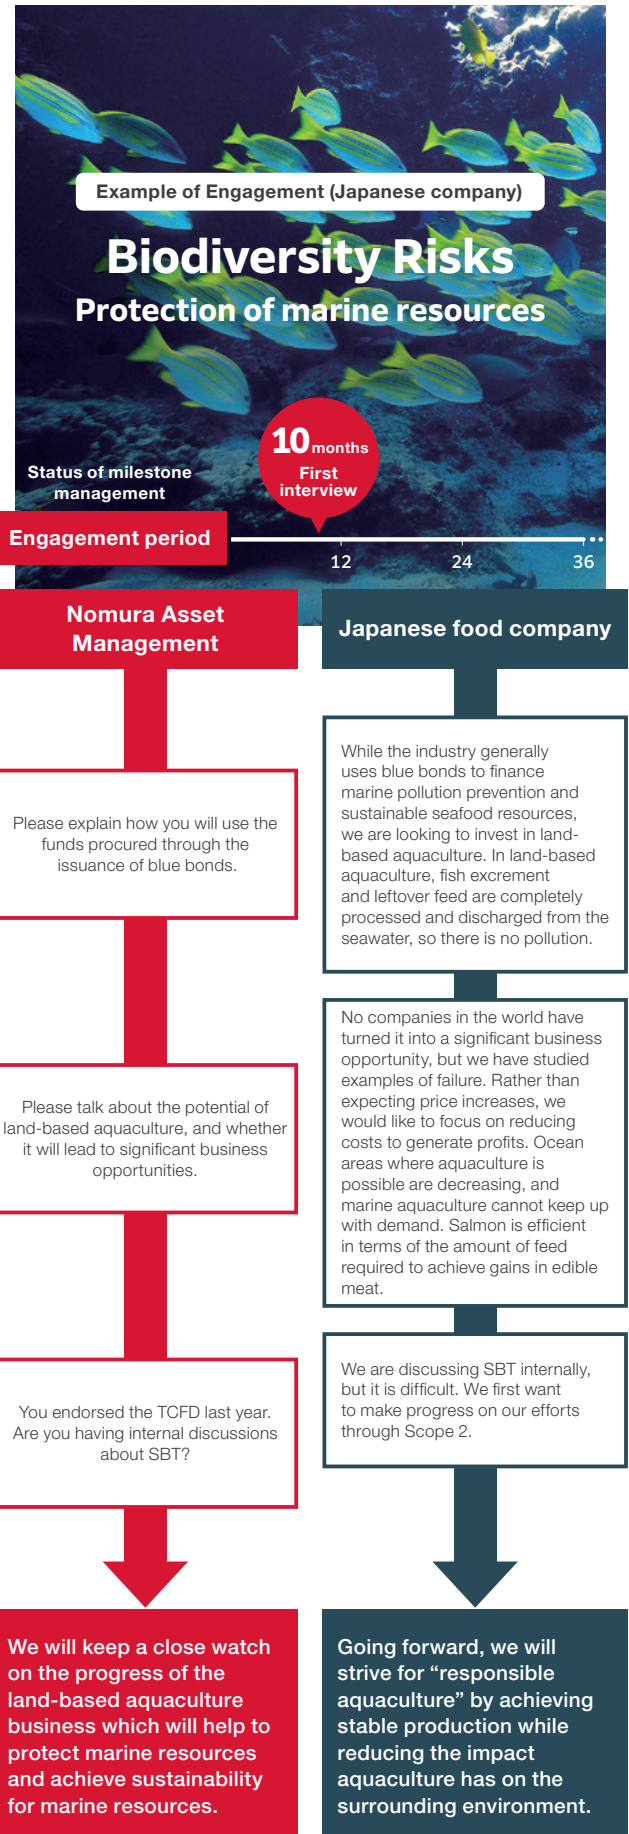 Example of Engagement (Japanese company)
Biodiversity Risks
Protection of marine resources
10 months
First
interview
Status of milestone
management
Engagement period
12
24
36
Nomura Asset
Management
Japanese food company
While the industry generally
uses blue bonds to finance
marine pollution prevention and
sustainable seafood resources,
we are looking to invest in land-
based aquaculture. In land-based
aquaculture, fish excrement
and leftover feed are completely
processed and discharged from the
seawater, so there is no pollution.
Please explain how you will use the
funds procured through the
issuance of blue bonds.
No companies in the world have
turned it into a significant business
opportunity, but we have studied
examples of failure. Rather than
expecting price increases, we
would like to focus on reducing
costs to generate profits. Ocean
areas where aquaculture is
possible are decreasing, and
marine aquaculture cannot keep up
with demand. Salmon is efficient
in terms of the amount of feed
required to achieve gains in edible
meat.
Please talk about the potential of
land-based aquaculture, and whether
it will lead to significant business
opportunities.
We are discussing SBT internally,
but it is difficult. We first want
to make progress on our efforts
through Scope 2.
You endorsed the TCFD last year.
Are you having internal discussions
about SBT?
We will keep a close watch
on the progress of the
land-based aquaculture
business which will help to
protect marine resources
and achieve sustainability
for marine resources.
Going forward, we will
strive for “responsible
aquaculture” by achieving
stable production while
reducing the impact
aquaculture has on the
surrounding environment.